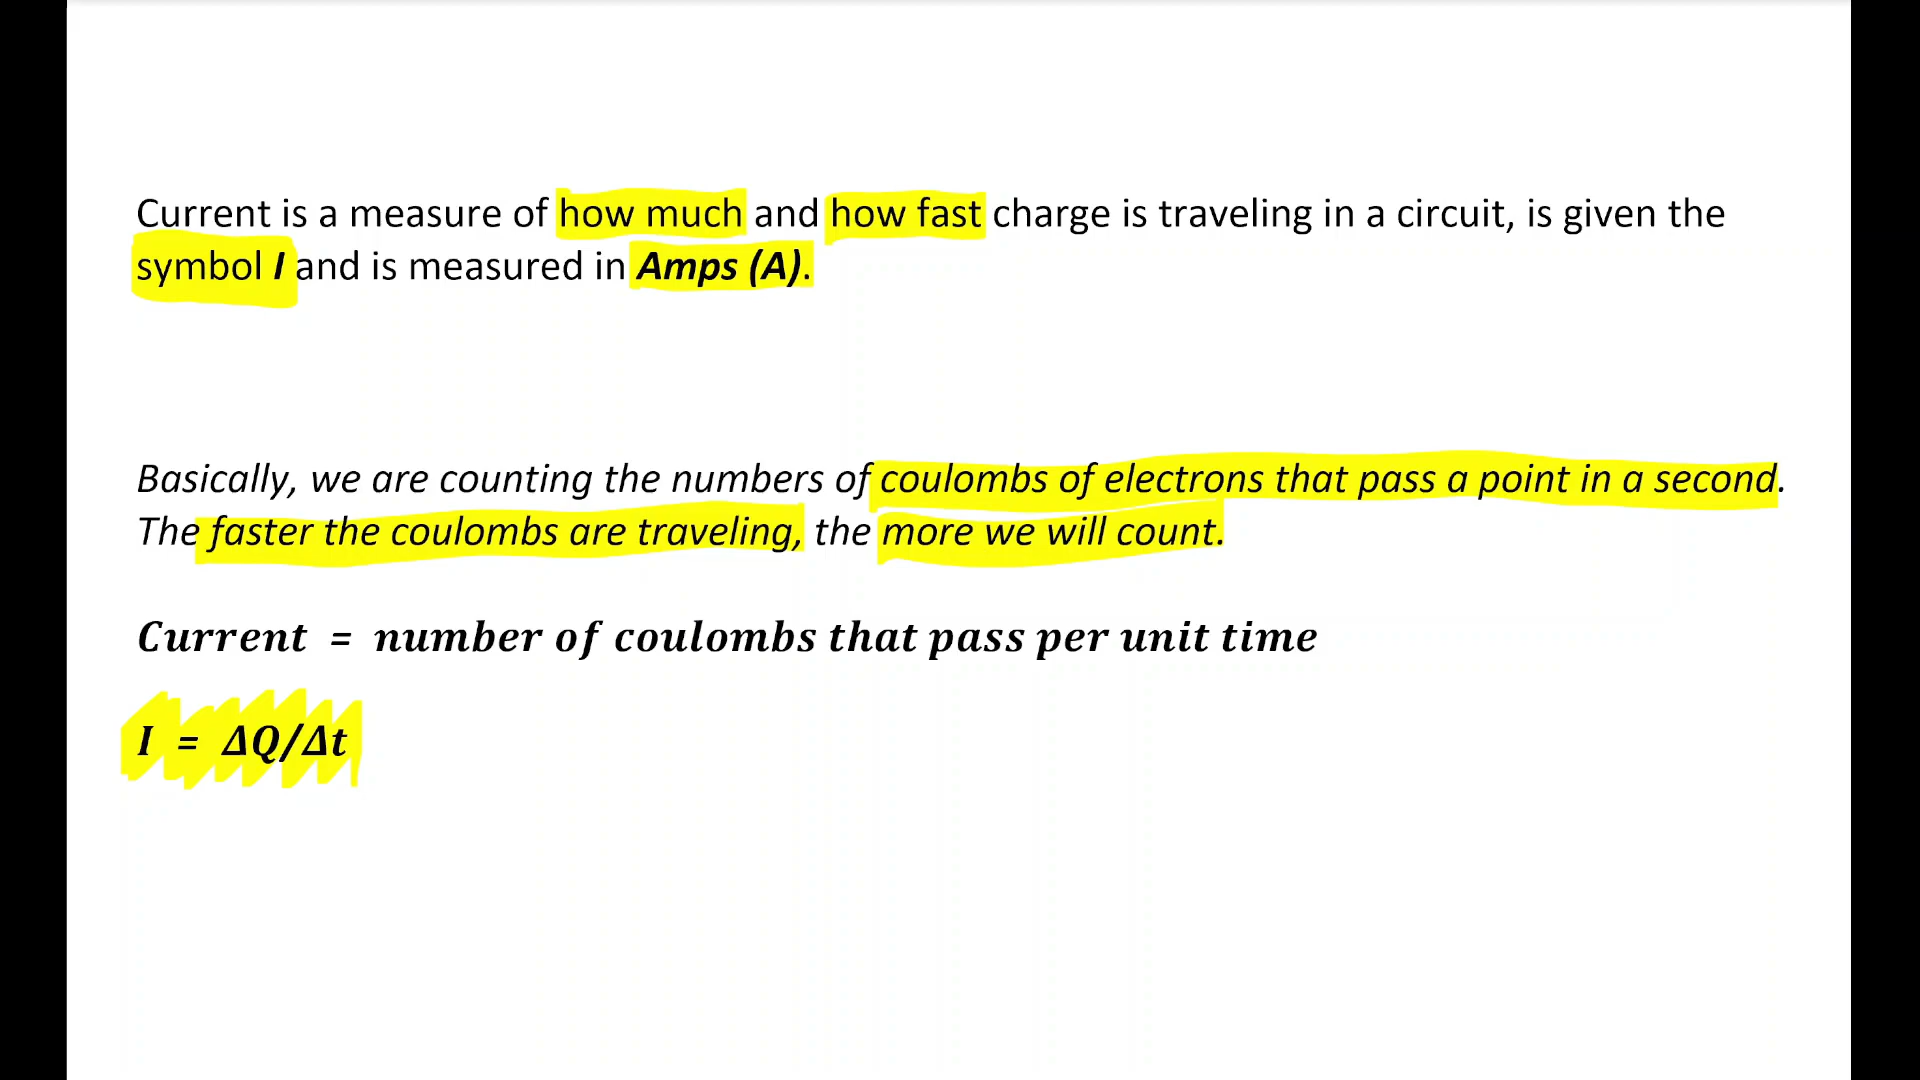 Current is a measure of how much and how fast charge is traveling in a circuit, is given the
symbol I and is measured in Amps (A).
Basically, we are counting the numbers of coulombs of electrons that pass a point in a second.
The faster the coulombs are traveling, the more we will count.
Current = number of coulombs that pass per unit time
I = ΔQ/Δt